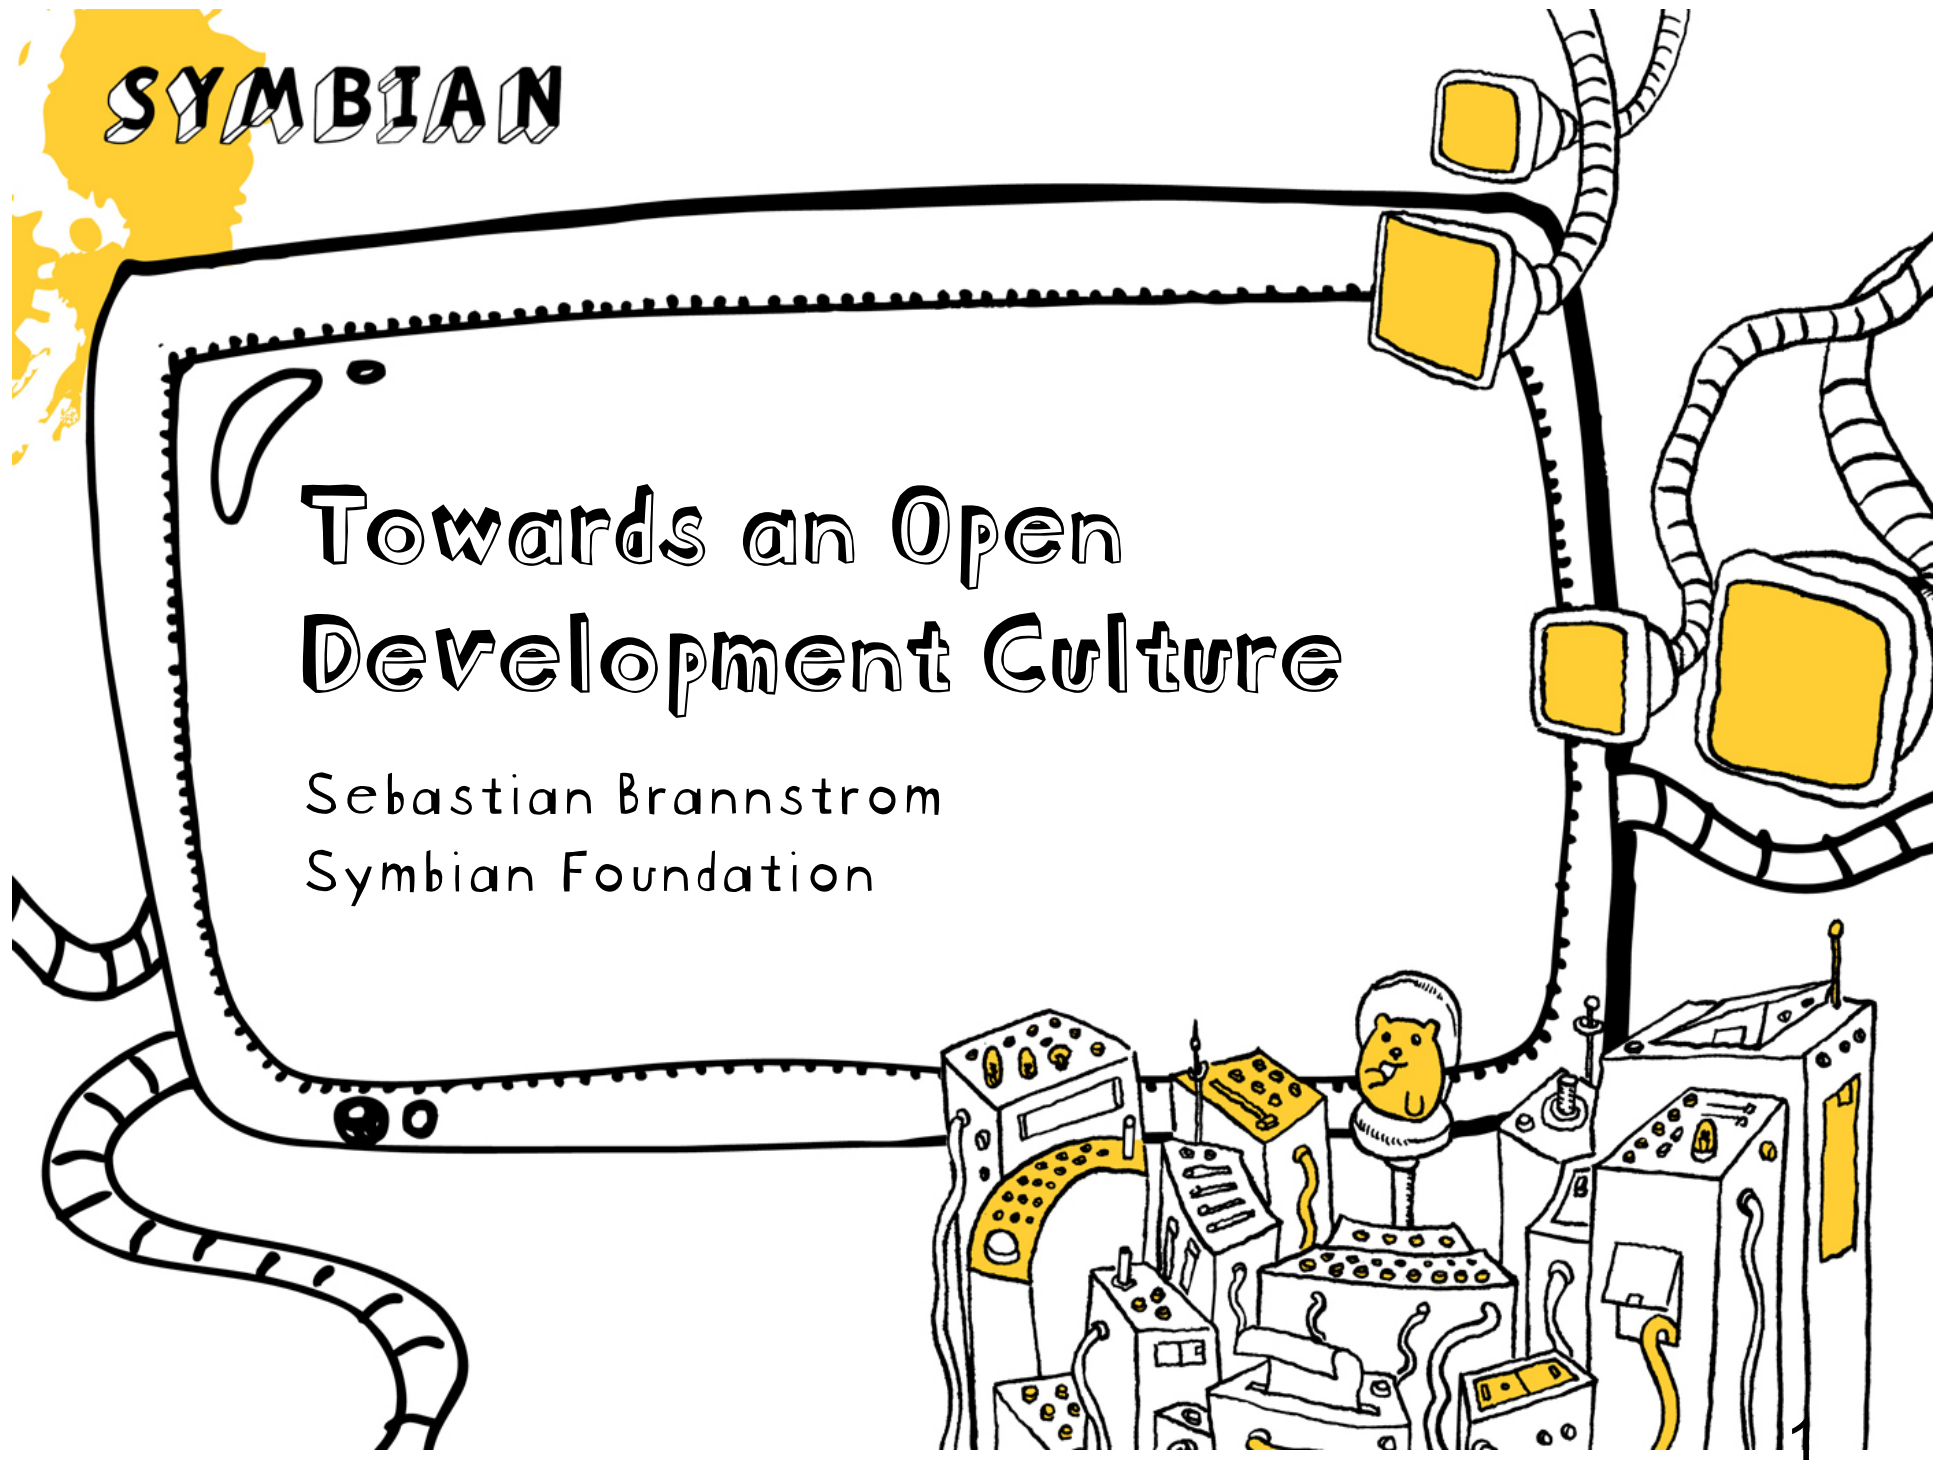 SYMBIAN
Towards an Open
Development Culture
Sebastian Brannstrom
Symbian Foundation
1